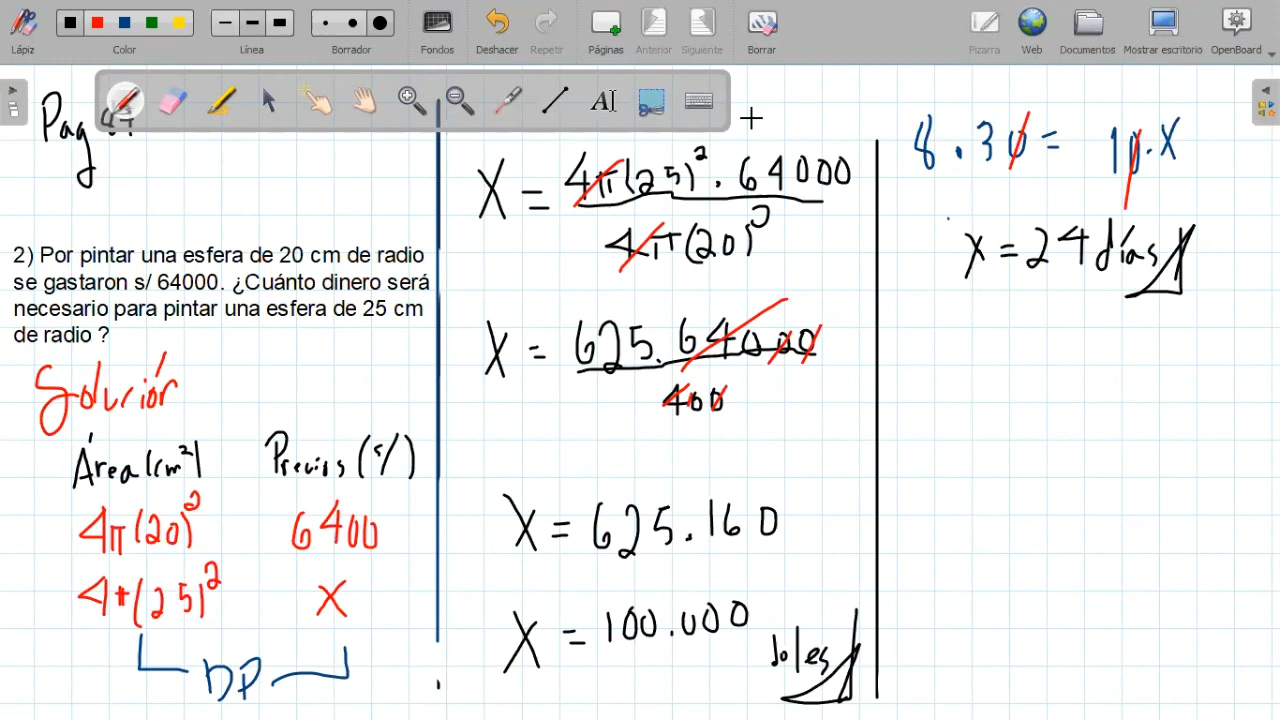 Lápiz Color Línea Borrador Fondos Deshacer Repetir Páginas Anterior Siguiente Borrar Pizarra Web Documentos Mostrar escritorio OpenBoard
Pag
2) Por pintar una esfera de 20 cm de radio
se gastaron s/ 64000. ¿Cuánto dinero será
necesario para pintar una esfera de 25 cm
de radio ?
Solución
Área (cm²) Precios (s/)
4π(20)² 6400
4π(25)² X
DP
X = 4π(25)² . 64000
4π(20)²
X = 625. 64000
400
X = 625.160
X = 100.000 soles
8.30 = 10.X
X = 24 días